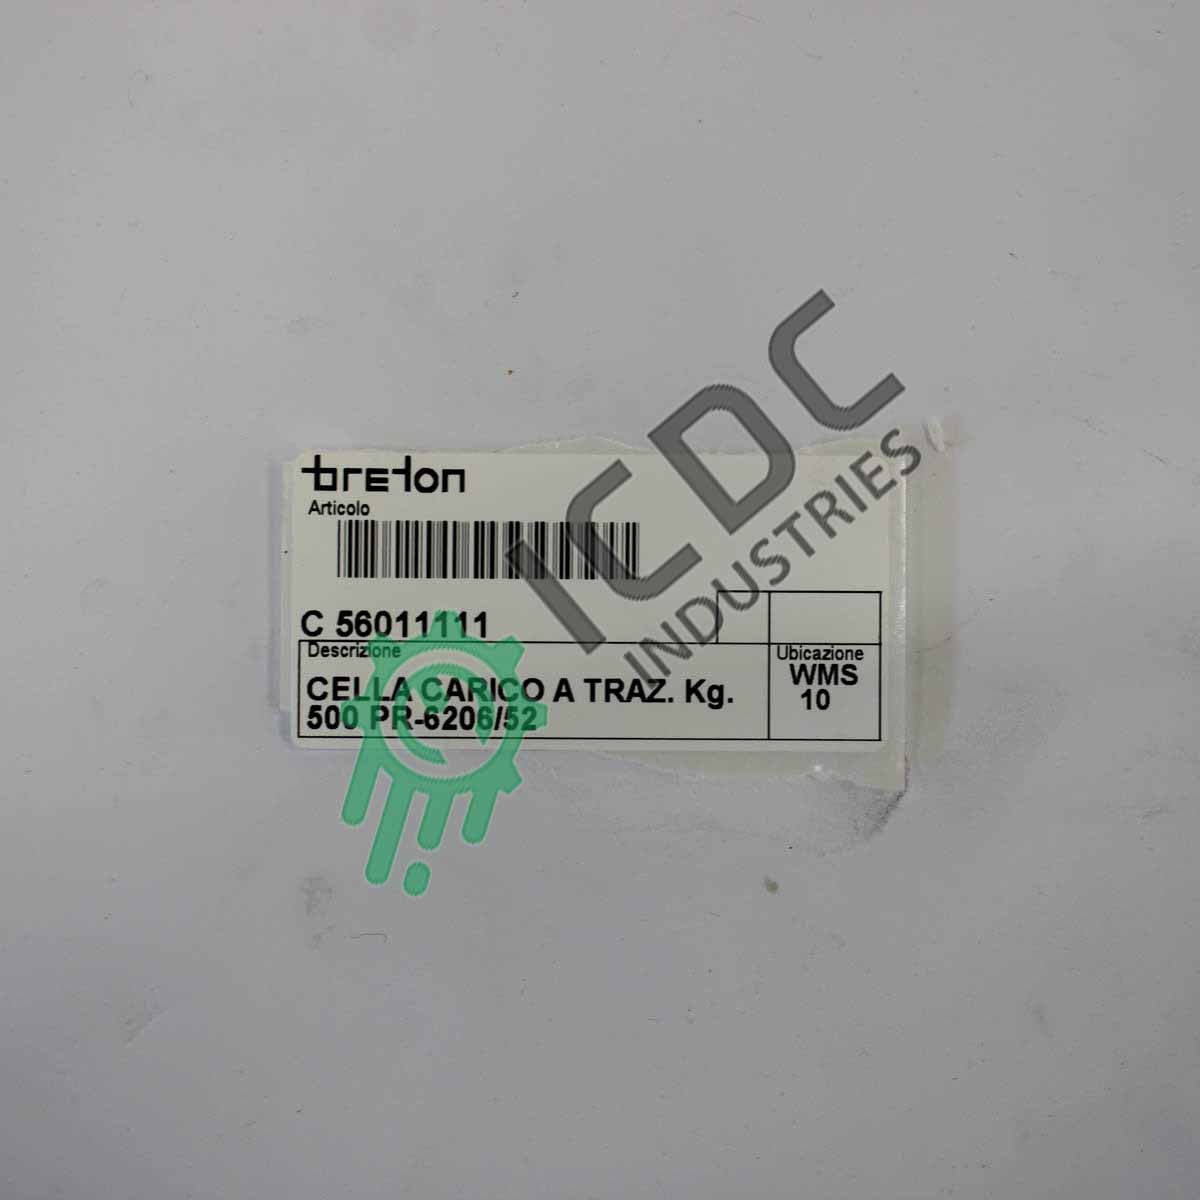 breton
Articolo
C 56011111
Descrizione
CELLA CARICO A TRAZ. Kg.
500 PR-6206/52
Ubicazione
WMS
10
ICDC
INDUSTRIES